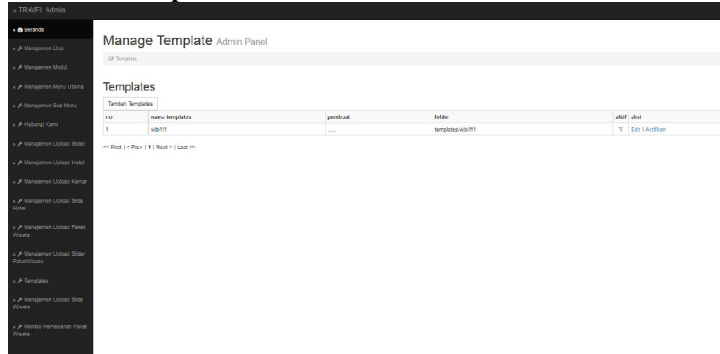 « TRAVEL Admin
» Beranda
» Manajemen User
» Manajemen Modul
» Manajemen Menu Utama
» Manajemen Sub Menu
» Hubungi Kami
» Manajemen Upload Slider
» Manajemen Upload Hotel
» Manajemen Upload Kamar
» Manajemen Upload Slide
Hotel
» Manajemen Upload Paket
Wisata
» Manajemen Upload Slider
PaketWisata
» Templates
» Manajemen Upload Slide
Wisata
» Monitor Pemesanan Paket
Wisata
Manage Template Admin Panel
Template
Templates
Tambah Templates
no nama templates pembuat folder aktif aksi
1 ..... Y Edit | Aktifkan
<< First | < Prev | 1 | Next > | Last >>